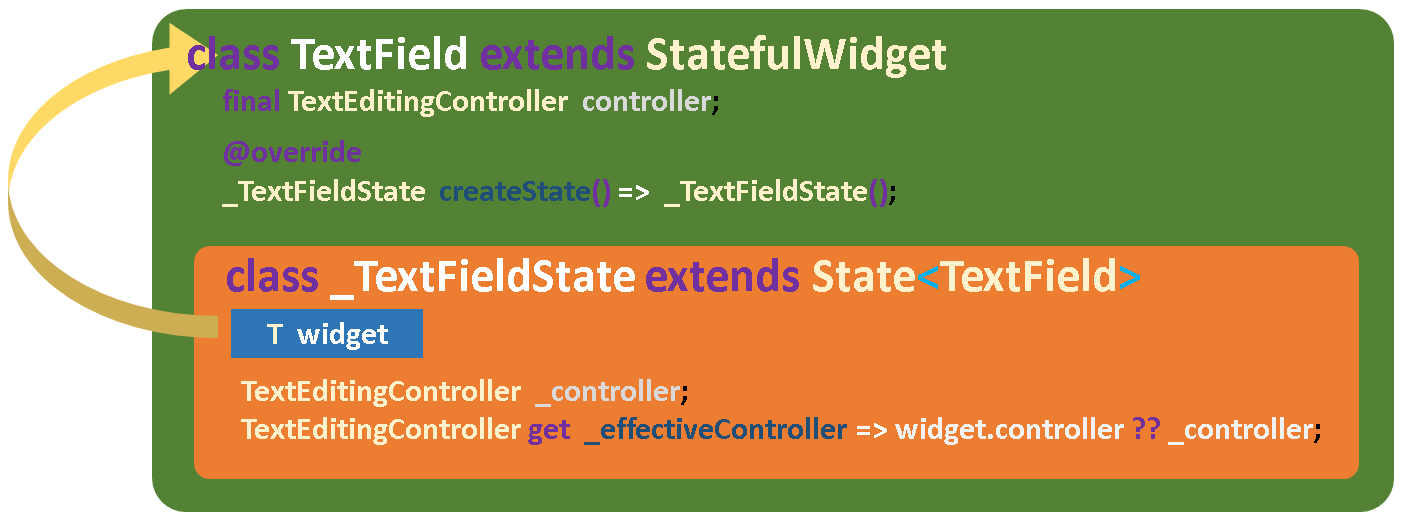 class TextField extends StatefulWidget
final TextEditingController controller;
@override
_TextFieldState createState() => _TextFieldState();
class _TextFieldState extends State<TextField>
T widget
TextEditingController _controller;
TextEditingController get _effectiveController => widget.controller ?? _controller;